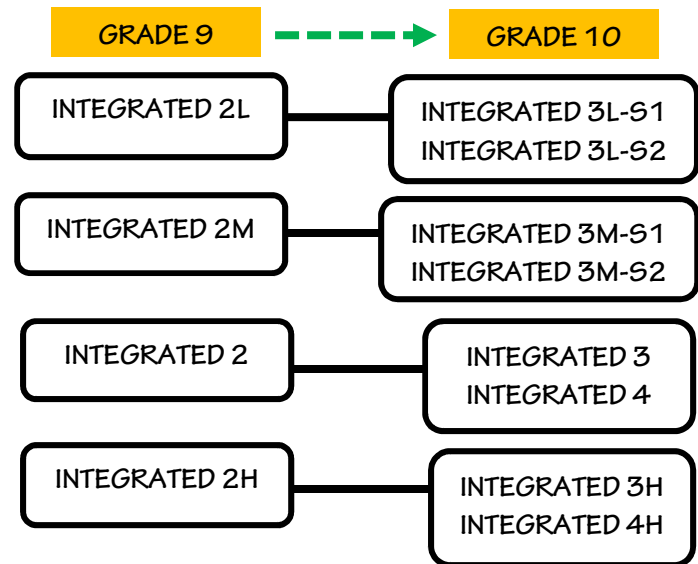 GRADE 9
GRADE 10
INTEGRATED 2L
INTEGRATED 3L-S1
INTEGRATED 3L-S2
INTEGRATED 2M
INTEGRATED 3M-S1
INTEGRATED 3M-S2
INTEGRATED 2
INTEGRATED 3
INTEGRATED 4
INTEGRATED 2H
INTEGRATED 3H
INTEGRATED 4H